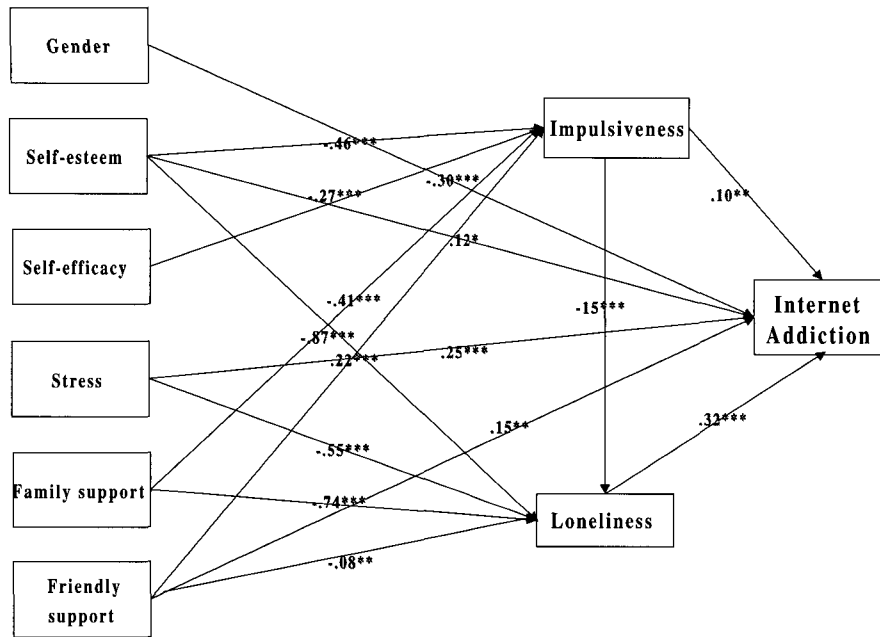 Gender
Impulsiveness
Self-esteem
-.46***
-.30***
-.27***
.10**
.12*
Self-efficacy
-.41***
-15***
Internet
Addiction
-.87***
.22***
.25***
Stress
.15**
.32***
-.55***
Family support
-.74***
Loneliness
-.08**
Friendly
support